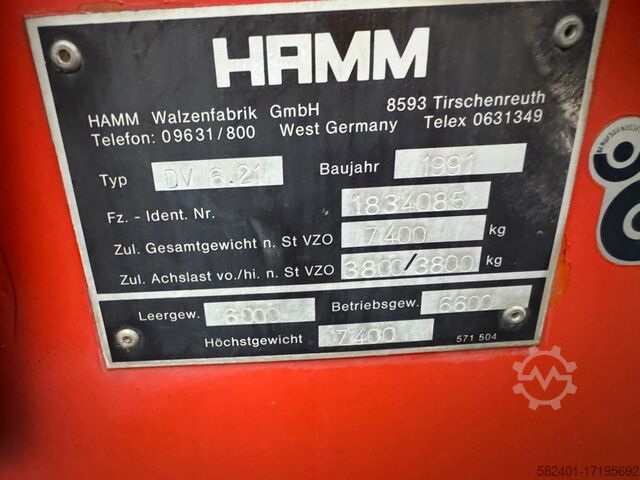 HAMM
HAMM Walzenfabrik GmbH 8593 Tirschenreuth
Telefon: 09631/800 West Germany Telex 0631349
Typ DV 6.21 Baujahr 1991
Fz. - Ident. Nr. 1834085
Zul. Gesamtgewicht n. St VZO 7400 kg
Zul. Achslast vo./hi. n. St VZO 3800/3800 kg
Leergew. 6000 Betriebsgew. 6600
Höchstgewicht 7400 571 504
582401-17195692